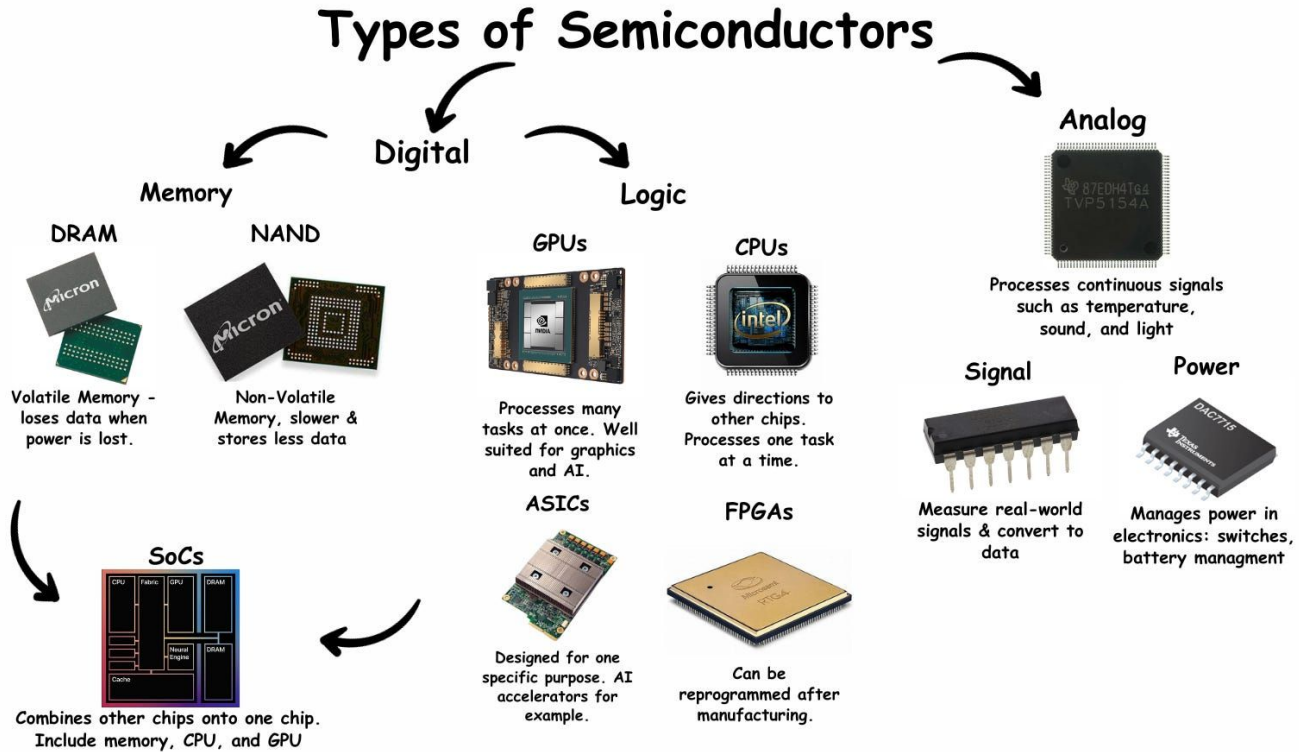 Types of Semiconductors
Digital
Analog
Memory
Logic
DRAM
NAND
GPUs
CPUs
Micron
Micron
NVIDIA
intel
87EDH4TG4
TVP5154A
Volatile Memory -
loses data when
power is lost.
Non-Volatile
Memory, slower &
stores less data
Processes many
tasks at once. Well
suited for graphics
and AI.
Gives directions to
other chips.
Processes one task
at a time.
Processes continuous signals
such as temperature,
sound, and light
Signal
Power
DAC7715
TEXAS
INSTRUMENTS
Measure real-world
signals & convert to
data
Manages power in
electronics: switches,
battery managment
SoCs
CPU
Fabric
GPU
DRAM
Neural
Engine
DRAM
Cache
Combines other chips onto one chip.
Include memory, CPU, and GPU
ASICs
FPGAs
Microsemi
RTG4
Designed for one
specific purpose. AI
accelerators for
example.
Can be
reprogrammed after
manufacturing.